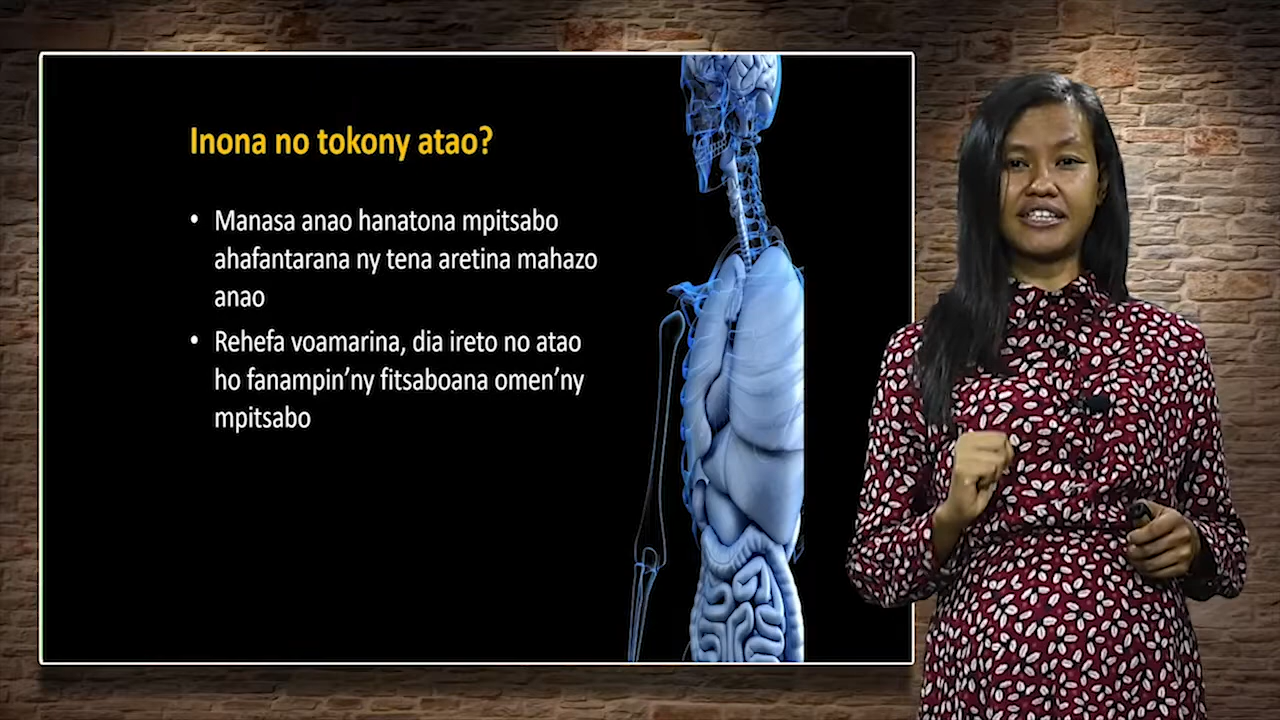 Inona no tokony atao?
• Manasa anao hanatona mpitsabo
ahafantarana ny tena aretina mahazo
anao
• Rehefa voamarina, dia ireto no atao
ho fanampin’ny fitsaboana omen’ny
mpitsabo